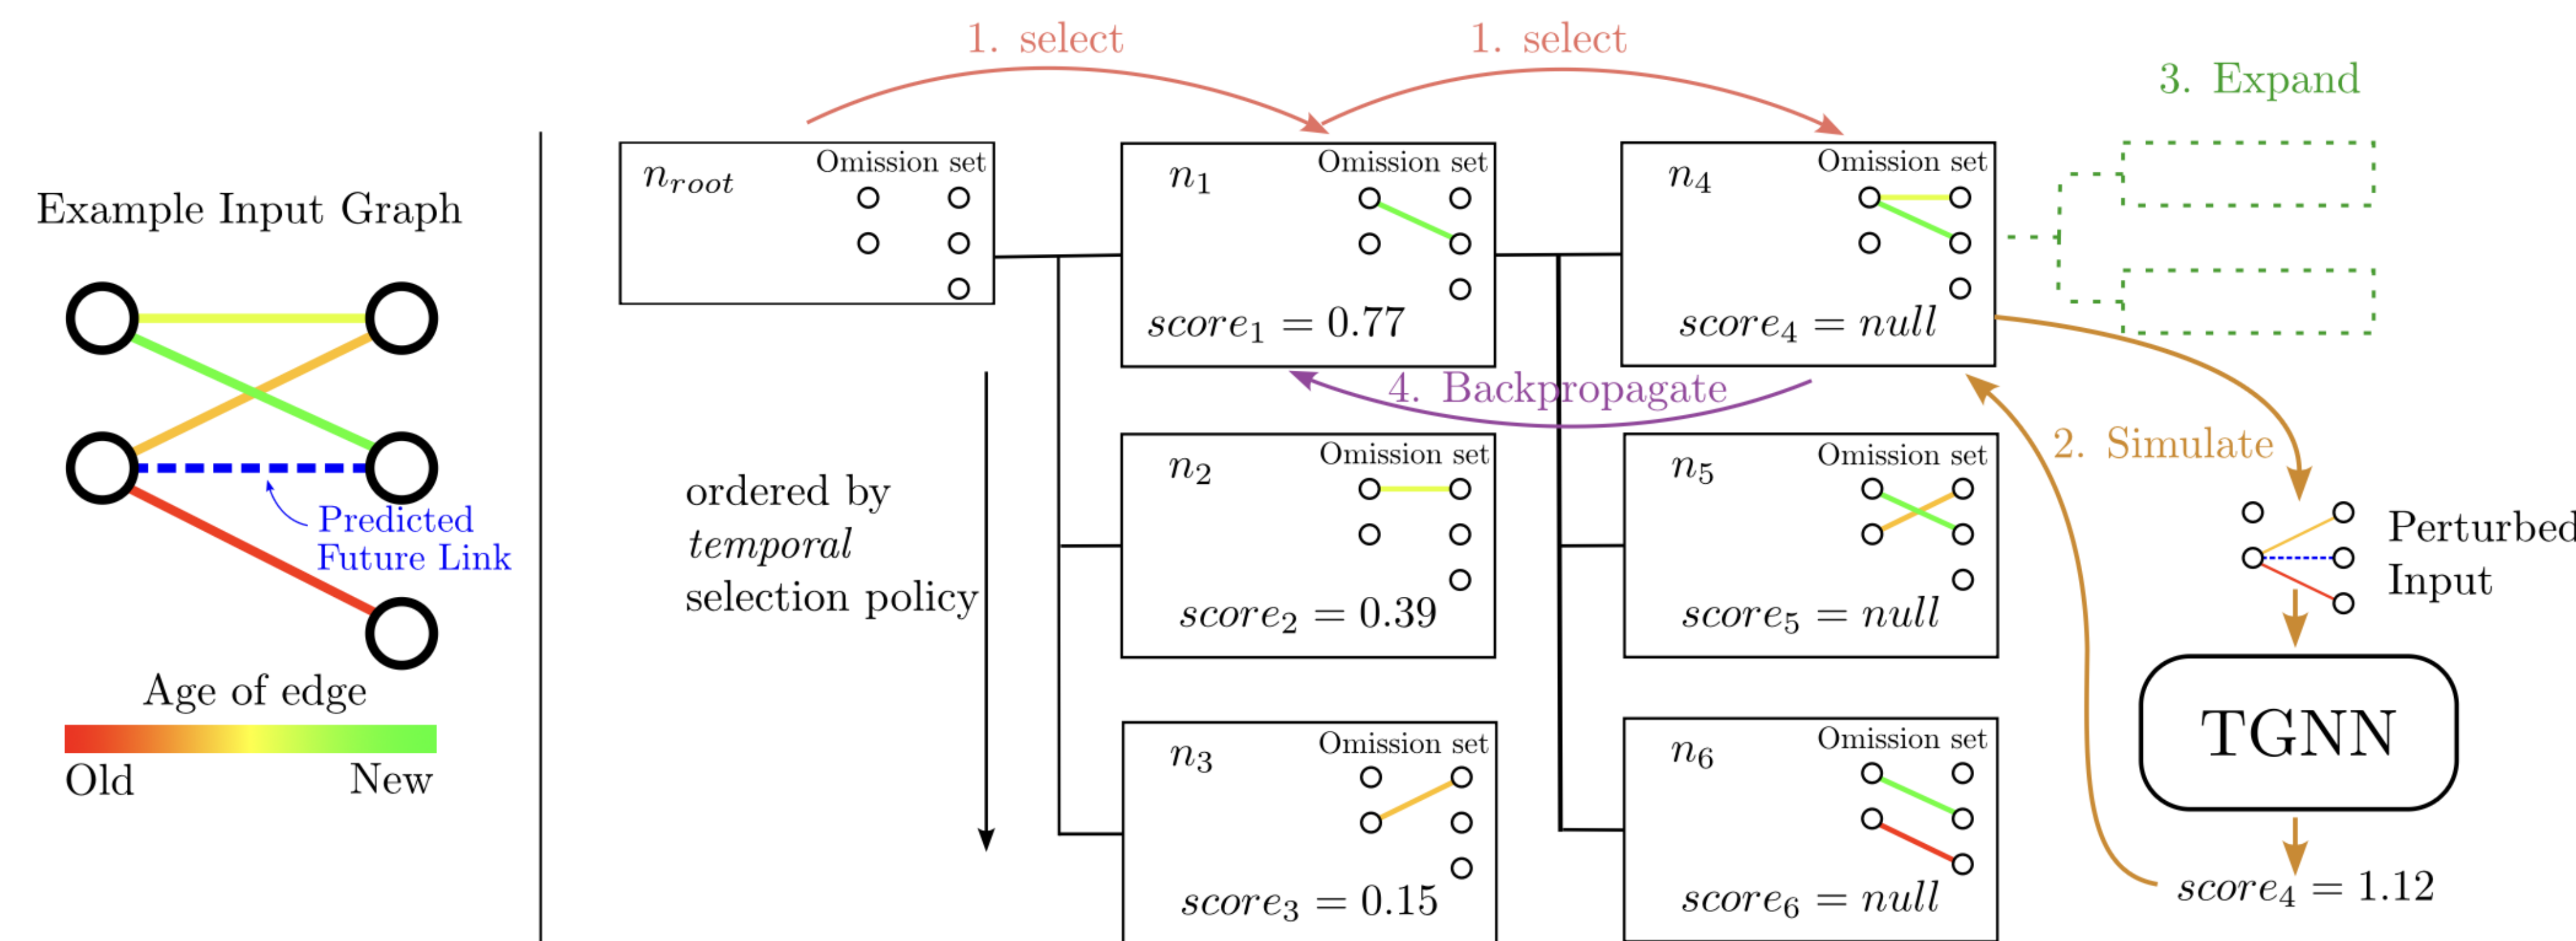 Example Input Graph
Predicted
Future Link
Age of edge
Old
New
1. select
1. select
3. Expand
n_root
Omission set
n_1
Omission set
score_1 = 0.77
n_4
Omission set
score_4 = null
4. Backpropagate
ordered by
temporal
selection policy
n_2
Omission set
score_2 = 0.39
n_5
Omission set
score_5 = null
2. Simulate
Perturbed
Input
n_3
Omission set
score_3 = 0.15
n_6
Omission set
score_6 = null
TGNN
score_4 = 1.12